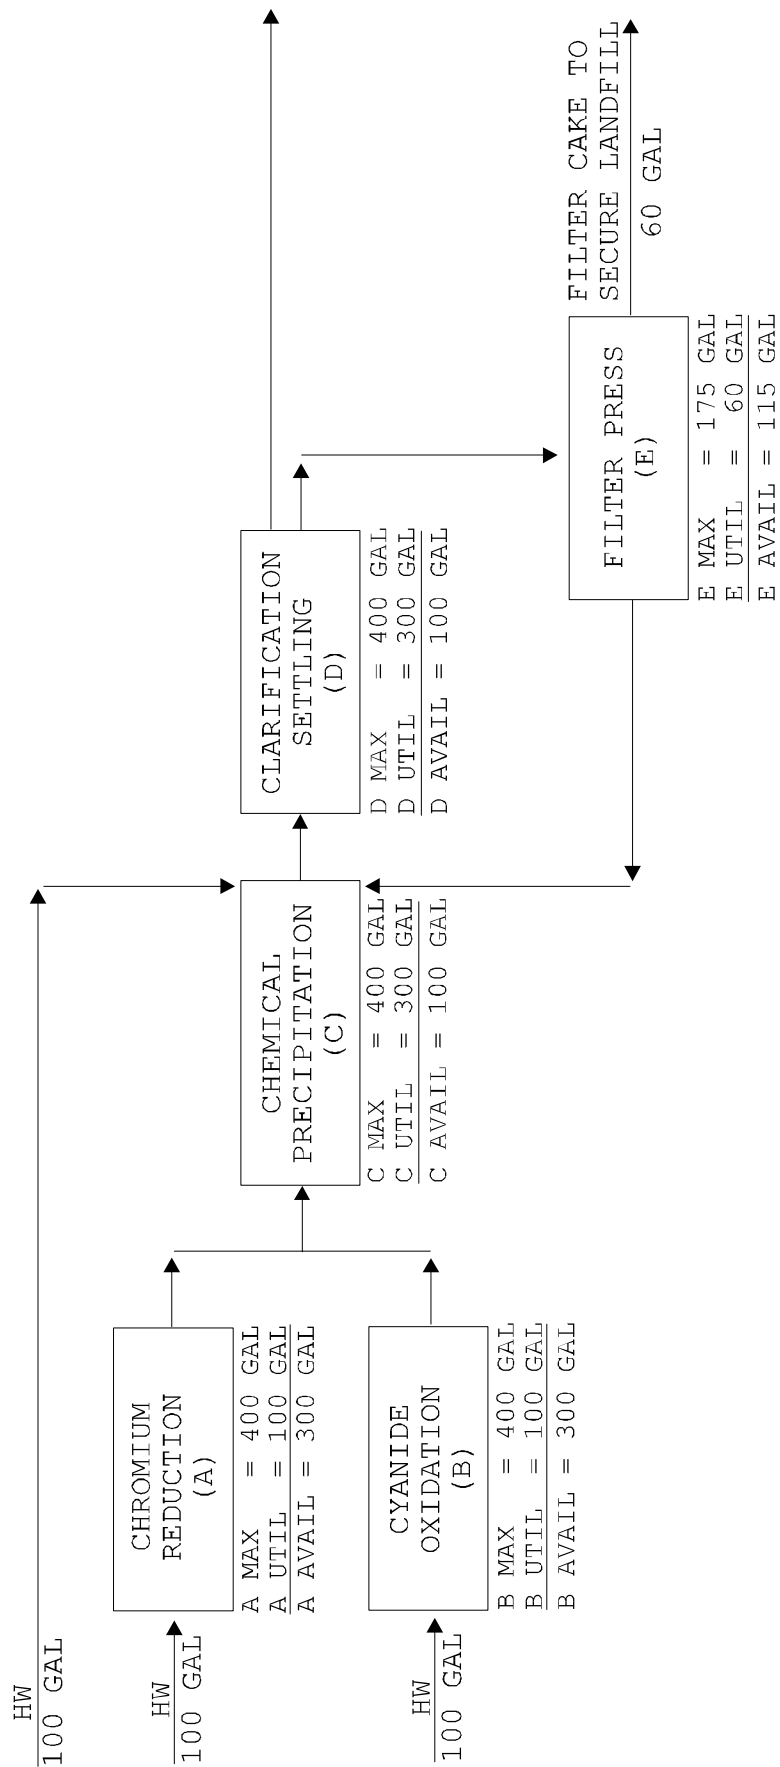 HW
100 GAL
HW
100 GAL
HW
100 GAL
CHROMIUM
REDUCTION
(A)
A MAX = 400 GAL
A UTIL = 100 GAL
A AVAIL = 300 GAL
CYANIDE
OXIDATION
(B)
B MAX = 400 GAL
B UTIL = 100 GAL
B AVAIL = 300 GAL
CHEMICAL
PRECIPITATION
(C)
C MAX = 400 GAL
C UTIL = 300 GAL
C AVAIL = 100 GAL
CLARIFICATION
SETTLING
(D)
D MAX = 400 GAL
D UTIL = 300 GAL
D AVAIL = 100 GAL
FILTER PRESS
(E)
E MAX = 175 GAL
E UTIL = 60 GAL
E AVAIL = 115 GAL
FILTER CAKE TO
SECURE LANDFILL
60 GAL